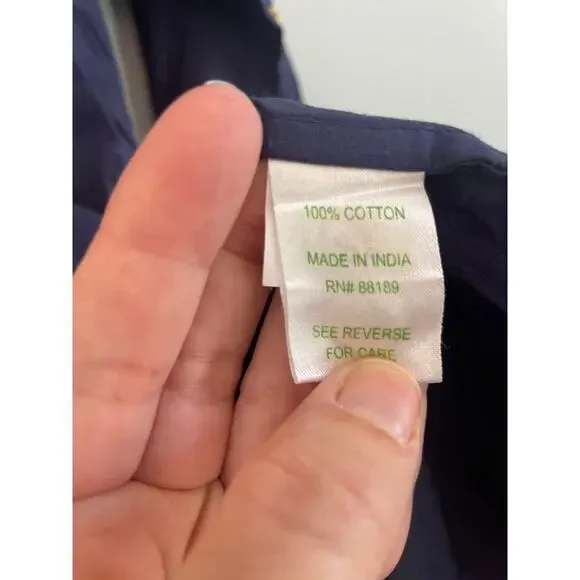 100% COTTON
MADE IN INDIA
RN# 88189
SEE REVERSE
FOR CARE